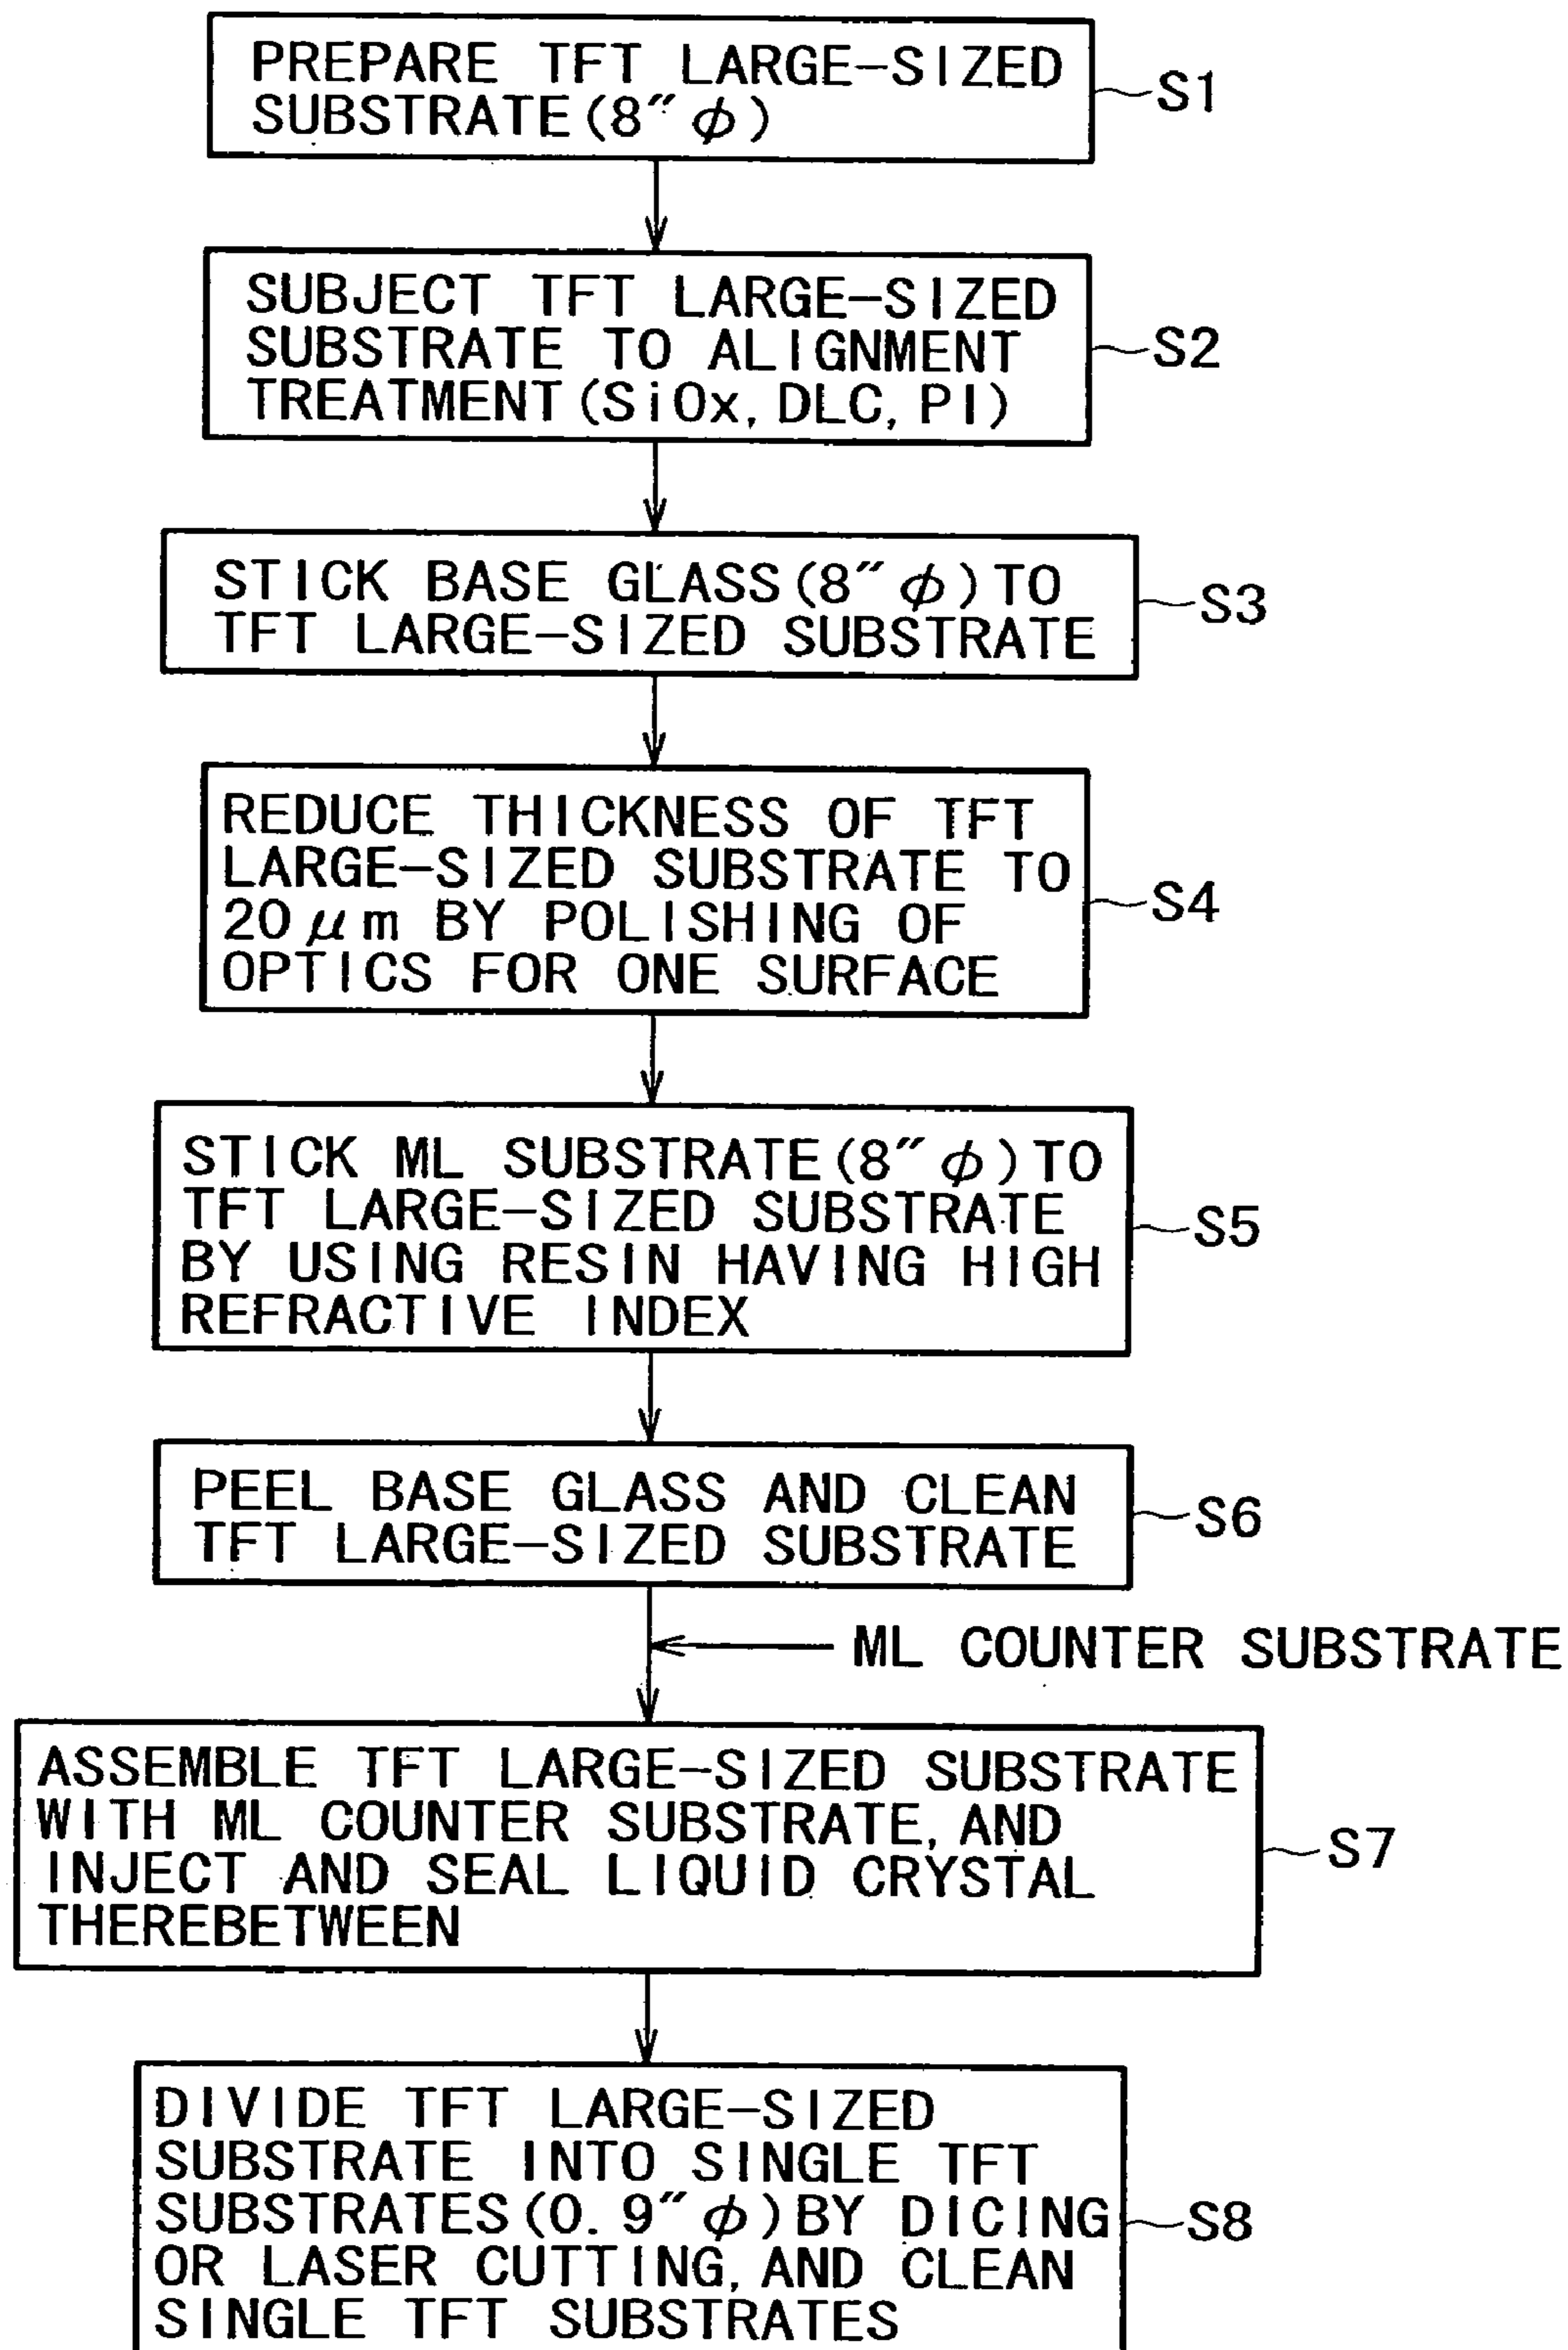 PREPARE TFT LARGE-SIZED
SUBSTRATE(8″φ)
S1
SUBJECT TFT LARGE-SIZED
SUBSTRATE TO ALIGNMENT
TREATMENT(SiOx, DLC, PI)
S2
STICK BASE GLASS(8″φ)TO
TFT LARGE-SIZED SUBSTRATE
S3
REDUCE THICKNESS OF TFT
LARGE-SIZED SUBSTRATE TO
20μm BY POLISHING OF
OPTICS FOR ONE SURFACE
S4
STICK ML SUBSTRATE(8″φ)TO
TFT LARGE-SIZED SUBSTRATE
BY USING RESIN HAVING HIGH
REFRACTIVE INDEX
S5
PEEL BASE GLASS AND CLEAN
TFT LARGE-SIZED SUBSTRATE
S6
ML COUNTER SUBSTRATE
ASSEMBLE TFT LARGE-SIZED SUBSTRATE
WITH ML COUNTER SUBSTRATE, AND
INJECT AND SEAL LIQUID CRYSTAL
THEREBETWEEN
S7
DIVIDE TFT LARGE-SIZED
SUBSTRATE INTO SINGLE TFT
SUBSTRATES(0.9″φ)BY DICING
OR LASER CUTTING, AND CLEAN
SINGLE TFT SUBSTRATES
S8